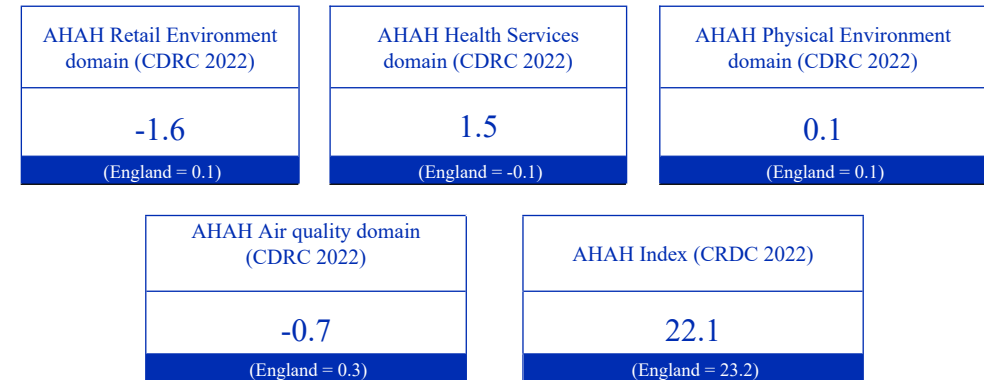 AHAH Retail Environment
domain (CDRC 2022)
-1.6
(England = 0.1)
AHAH Health Services
domain (CDRC 2022)
1.5
(England = -0.1)
AHAH Physical Environment
domain (CDRC 2022)
0.1
(England = 0.1)
AHAH Air quality domain
(CDRC 2022)
-0.7
(England = 0.3)
AHAH Index (CRDC 2022)
22.1
(England = 23.2)